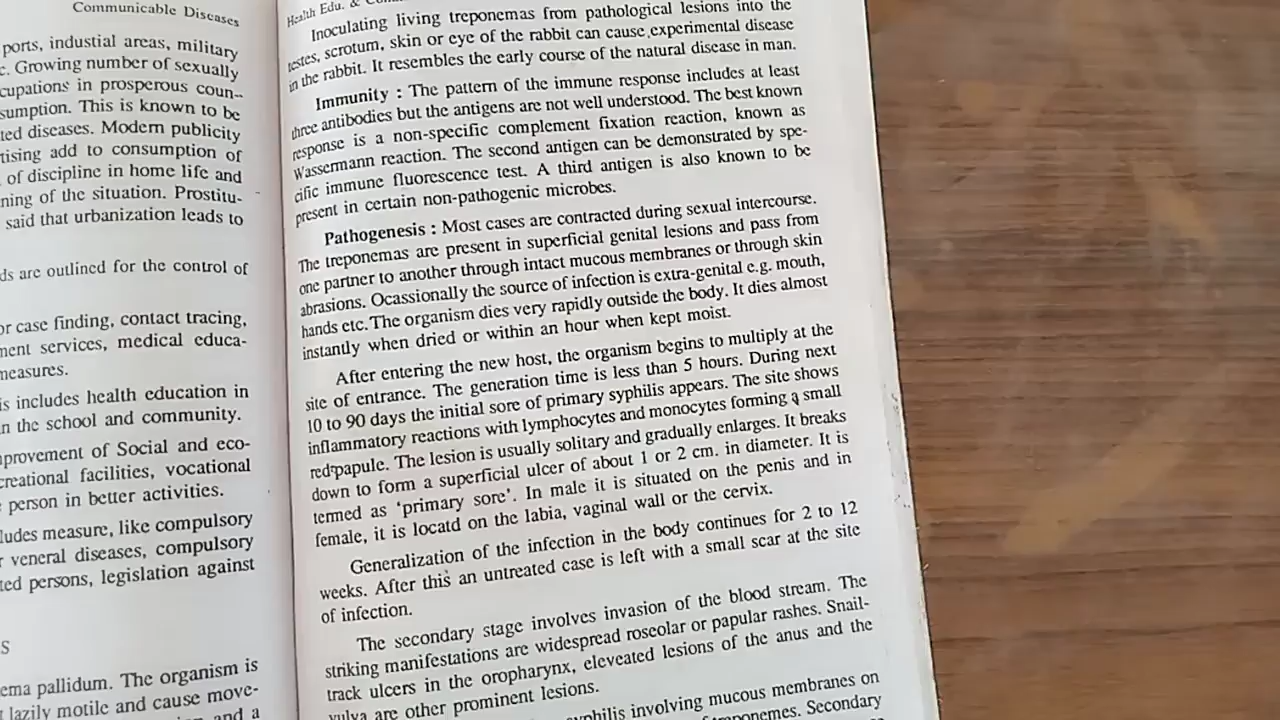 Communicable Diseases
ports, industial areas, military
c. Growing number of sexually
cupations in prosperous coun-
sumption. This is known to be
ted diseases. Modern publicity
tising add to consumption of
of discipline in home life and
ning of the situation. Prostitu-
said that urbanization leads to
ds are outlined for the control of
or case finding, contact tracing,
ment services, medical educa-
measures.
is includes health education in
n the school and community.
provement of Social and eco-
creational facilities, vocational
person in better activities.
ludes measure, like compulsory
r veneral diseases, compulsory
ted persons, legislation against
S
ema pallidum. The organism is
t lazily motile and cause move-
and a
Health Edu. &
Inoculating living treponemas from pathological lesions into the
testes, scrotum, skin or eye of the rabbit can cause experimental disease
in the rabbit. It resembles the early course of the natural disease in man.
Immunity : The pattern of the immune response includes at least
three antibodies but the antigens are not well understood. The best known
response is a non-specific complement fixation reaction, known as
Wassermann reaction. The second antigen can be demonstrated by spe-
cific immune fluorescence test. A third antigen is also known to be
present in certain non-pathogenic microbes.
Pathogenesis : Most cases are contracted during sexual intercourse.
The treponemas are present in superficial genital lesions and pass from
one partner to another through intact mucous membranes or through skin
abrasions. Ocassionally the source of infection is extra-genital e.g. mouth,
hands etc. The organism dies very rapidly outside the body. It dies almost
instantly when dried or within an hour when kept moist.
After entering the new host, the organism begins to multiply at the
site of entrance. The generation time is less than 5 hours. During next
10 to 90 days the initial sore of primary syphilis appears. The site shows
inflammatory reactions with lymphocytes and monocytes forming a small
red papule. The lesion is usually solitary and gradually enlarges. It breaks
down to form a superficial ulcer of about 1 or 2 cm. in diameter. It is
termed as ‘primary sore’. In male it is situated on the penis and in
female, it is locatd on the labia, vaginal wall or the cervix.
Generalization of the infection in the body continues for 2 to 12
weeks. After this an untreated case is left with a small scar at the site
of infection.
The secondary stage involves invasion of the blood stream. The
striking manifestations are widespread roseolar or papular rashes. Snail-
track ulcers in the oropharynx, eleveated lesions of the anus and the
vulva are other prominent lesions.
syphilis involving mucous membranes on
Secondary